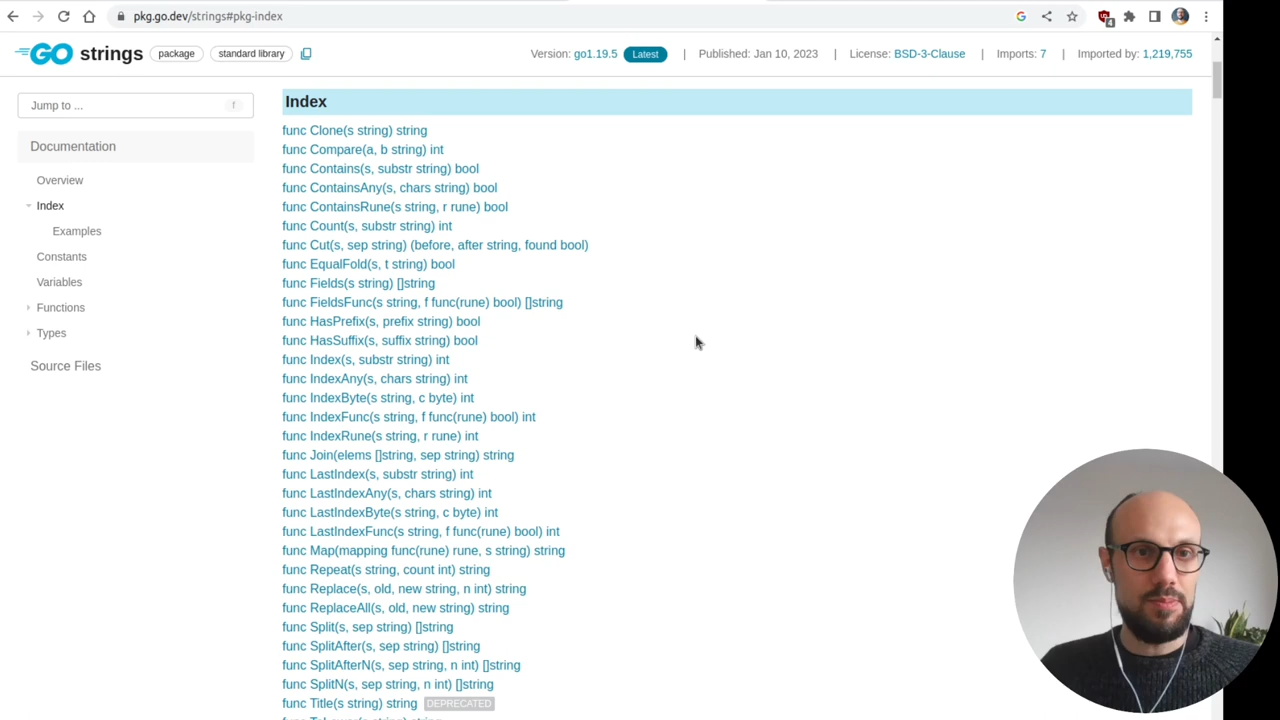 pkg.go.dev/strings#pkg-index
4
GO strings package standard library Version: go1.19.5 Latest | Published: Jan 10, 2023 | License: BSD-3-Clause | Imports: 7 | Imported by: 1,219,755
Jump to ... f
Documentation
Overview
Index
Examples
Constants
Variables
Functions
Types
Source Files
Index
func Clone(s string) string
func Compare(a, b string) int
func Contains(s, substr string) bool
func ContainsAny(s, chars string) bool
func ContainsRune(s string, r rune) bool
func Count(s, substr string) int
func Cut(s, sep string) (before, after string, found bool)
func EqualFold(s, t string) bool
func Fields(s string) []string
func FieldsFunc(s string, f func(rune) bool) []string
func HasPrefix(s, prefix string) bool
func HasSuffix(s, suffix string) bool
func Index(s, substr string) int
func IndexAny(s, chars string) int
func IndexByte(s string, c byte) int
func IndexFunc(s string, f func(rune) bool) int
func IndexRune(s string, r rune) int
func Join(elems []string, sep string) string
func LastIndex(s, substr string) int
func LastIndexAny(s, chars string) int
func LastIndexByte(s string, c byte) int
func LastIndexFunc(s string, f func(rune) bool) int
func Map(mapping func(rune) rune, s string) string
func Repeat(s string, count int) string
func Replace(s, old, new string, n int) string
func ReplaceAll(s, old, new string) string
func Split(s, sep string) []string
func SplitAfter(s, sep string) []string
func SplitAfterN(s, sep string, n int) []string
func SplitN(s, sep string, n int) []string
func Title(s string) string DEPRECATED